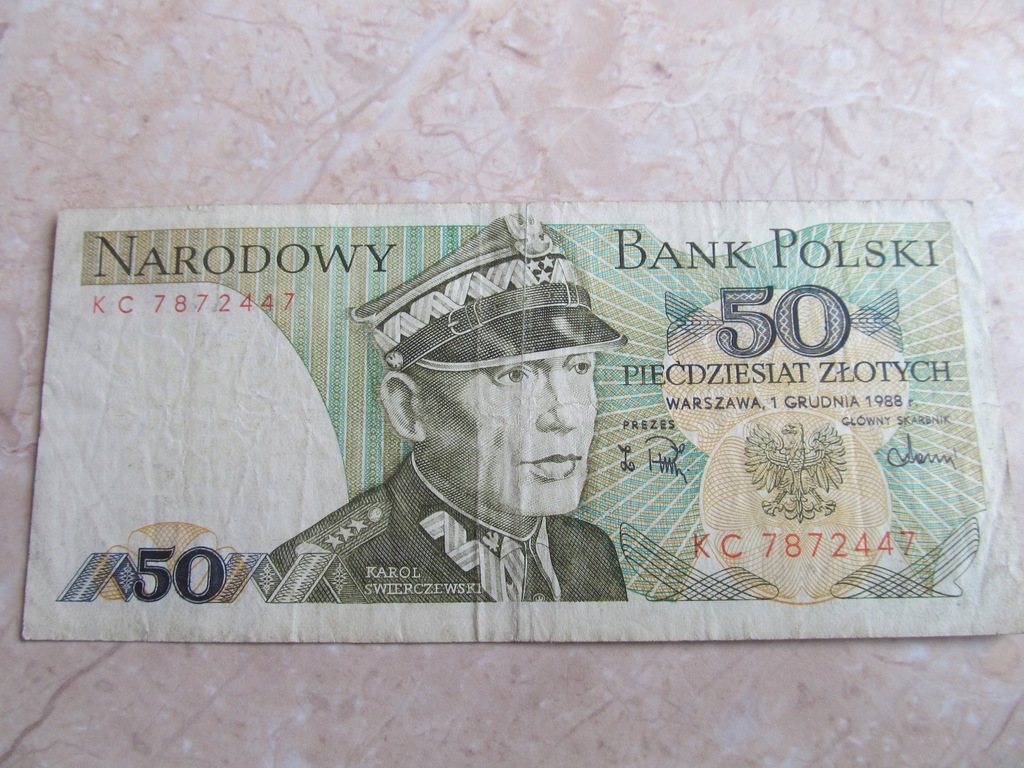 NARODOWY BANK POLSKI
KC 7872447
50
PIĘĆDZIESIĄT ZŁOTYCH
WARSZAWA, 1 GRUDNIA 1988 r.
PREZES GŁÓWNY SKARBNIK
KC 7872447
50
KAROL
ŚWIERCZEWSKI